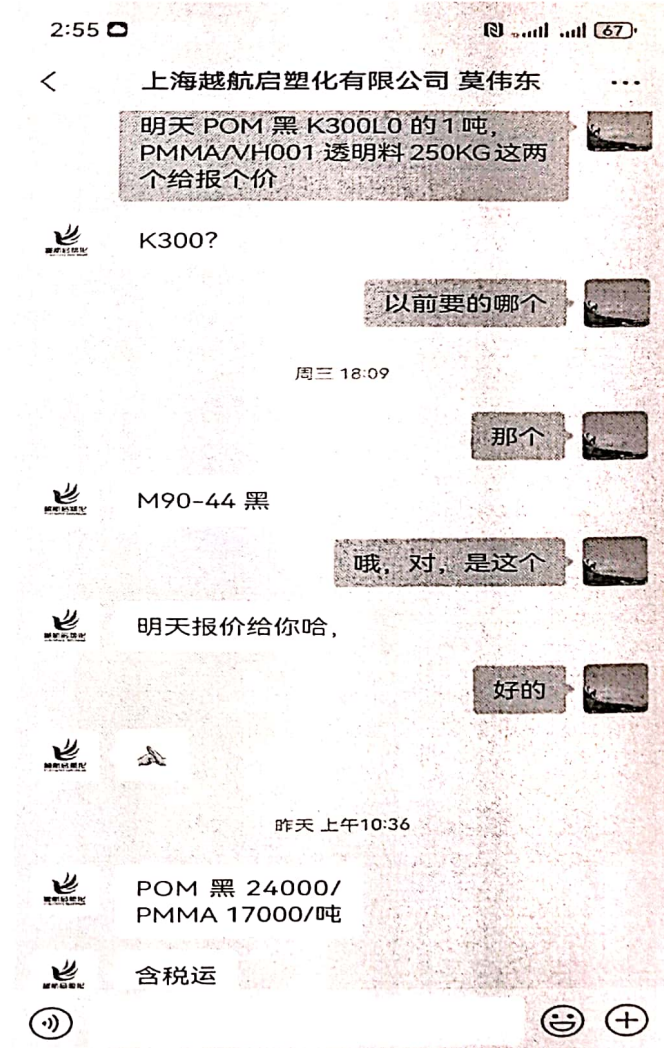 2:55
67
上海越航启塑化有限公司 莫伟东
明天 POM 黑 K300L0 的 1 吨,
PMMA/VH001 透明料 250KG 这两
个给报个价
K300?
以前要的哪个
周三 18:09
那个
M90-44 黑
哦，对，是这个
明天报价给你哈，
好的
昨天 上午10:36
POM 黑 24000/
PMMA 17000/吨
含税运